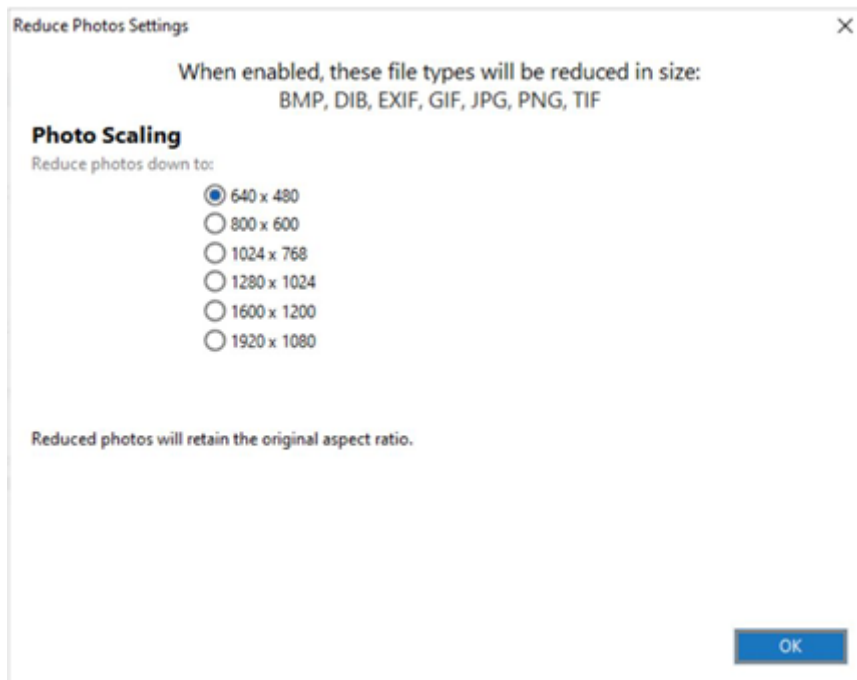 Reduce Photos Settings
When enabled, these file types will be reduced in size:
BMP, DIB, EXIF, GIF, JPG, PNG, TIF
Photo Scaling
Reduce photos down to:
640 x 480
800 x 600
1024 x 768
1280 x 1024
1600 x 1200
1920 x 1080
Reduced photos will retain the original aspect ratio.
OK